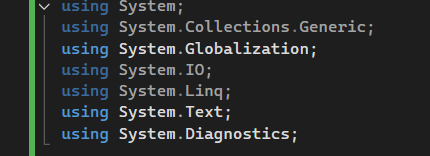 using System;
using System.Collections.Generic;
using System.Globalization;
using System.IO;
using System.Linq;
using System.Text;
using System.Diagnostics;